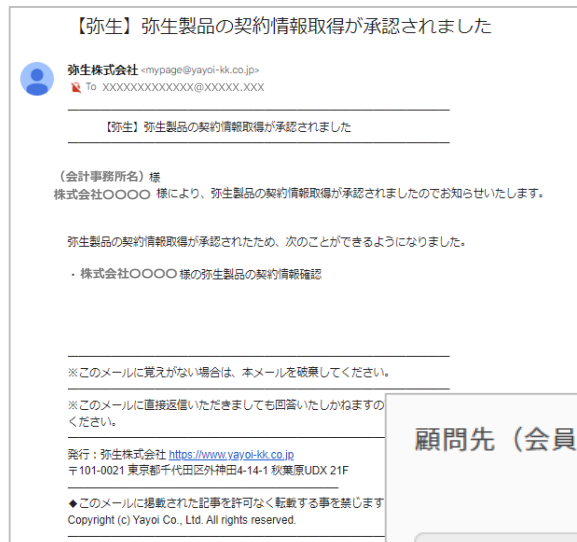 【弥生】弥生製品の契約情報取得が承認されました
弥生株式会社 <mypage@yayoi-kk.co.jp>
To XXXXXXXXXXXXX@XXXXX.XXX
【弥生】弥生製品の契約情報取得が承認されました
（会計事務所名）様
株式会社〇〇〇〇 様により、弥生製品の契約情報取得が承認されましたのでお知らせいたします。
弥生製品の契約情報取得が承認されたため、次のことができるようになりました。
・株式会社〇〇〇〇 様の弥生製品の契約情報確認
※このメールに覚えがない場合は、本メールを破棄してください。
※このメールに直接返信いただきましても回答いたしかねますの
ください。
発行：弥生株式会社 https://www.yayoi-kk.co.jp
〒101-0021 東京都千代田区外神田4-14-1 秋葉原UDX 21F
◆このメールに掲載された記事を許可なく転載する事を禁じます
Copyright (c) Yayoi Co., Ltd. All rights reserved.
顧問先（会員